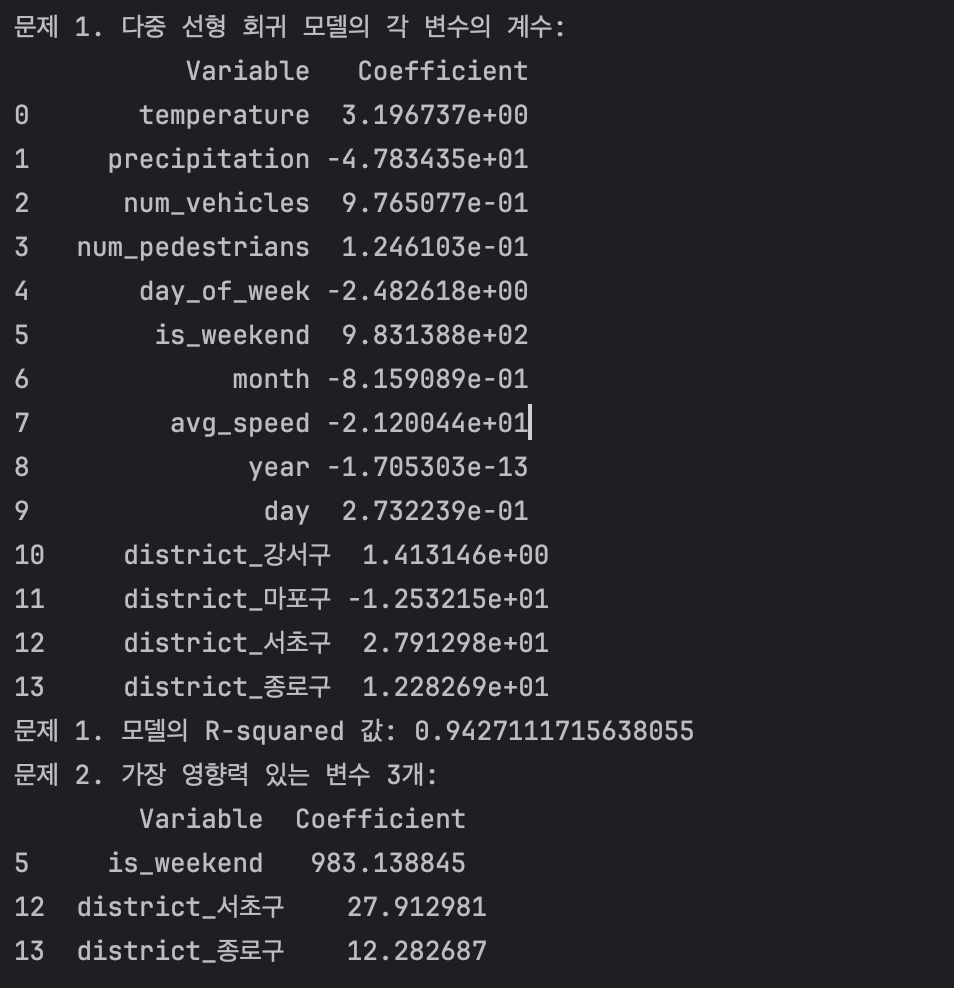 문제 1. 다중 선형 회귀 모델의 각 변수의 계수:
Variable Coefficient
0 temperature 3.196737e+00
1 precipitation -4.783435e+01
2 num_vehicles 9.765077e-01
3 num_pedestrians 1.246103e-01
4 day_of_week -2.482618e+00
5 is_weekend 9.831388e+02
6 month -8.159089e-01
7 avg_speed -2.120044e+01
8 year -1.705303e-13
9 day 2.732239e-01
10 district_강서구 1.413146e+00
11 district_마포구 -1.253215e+01
12 district_서초구 2.791298e+01
13 district_종로구 1.228269e+01
문제 1. 모델의 R-squared 값: 0.9427111715638055
문제 2. 가장 영향력 있는 변수 3개:
Variable Coefficient
5 is_weekend 983.138845
12 district_서초구 27.912981
13 district_종로구 12.282687